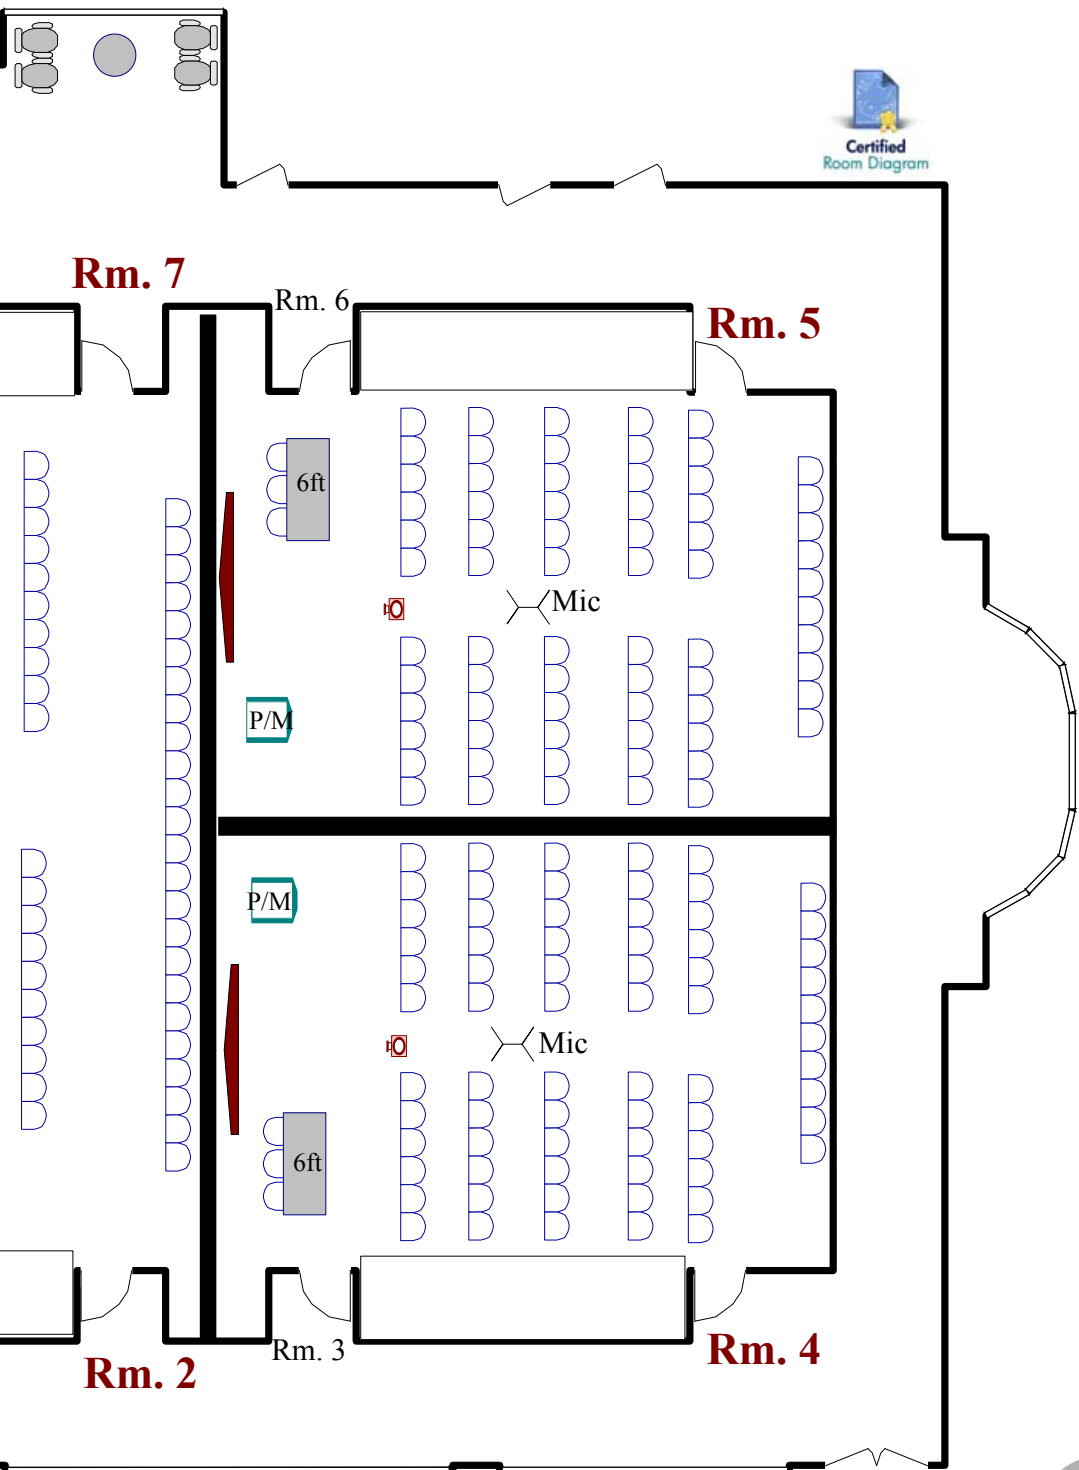 Certified
Room Diagram
Rm. 7
Rm. 6
Rm. 5
6ft
Mic
P/M
P/M
Mic
6ft
Rm. 3
Rm. 4
Rm. 2